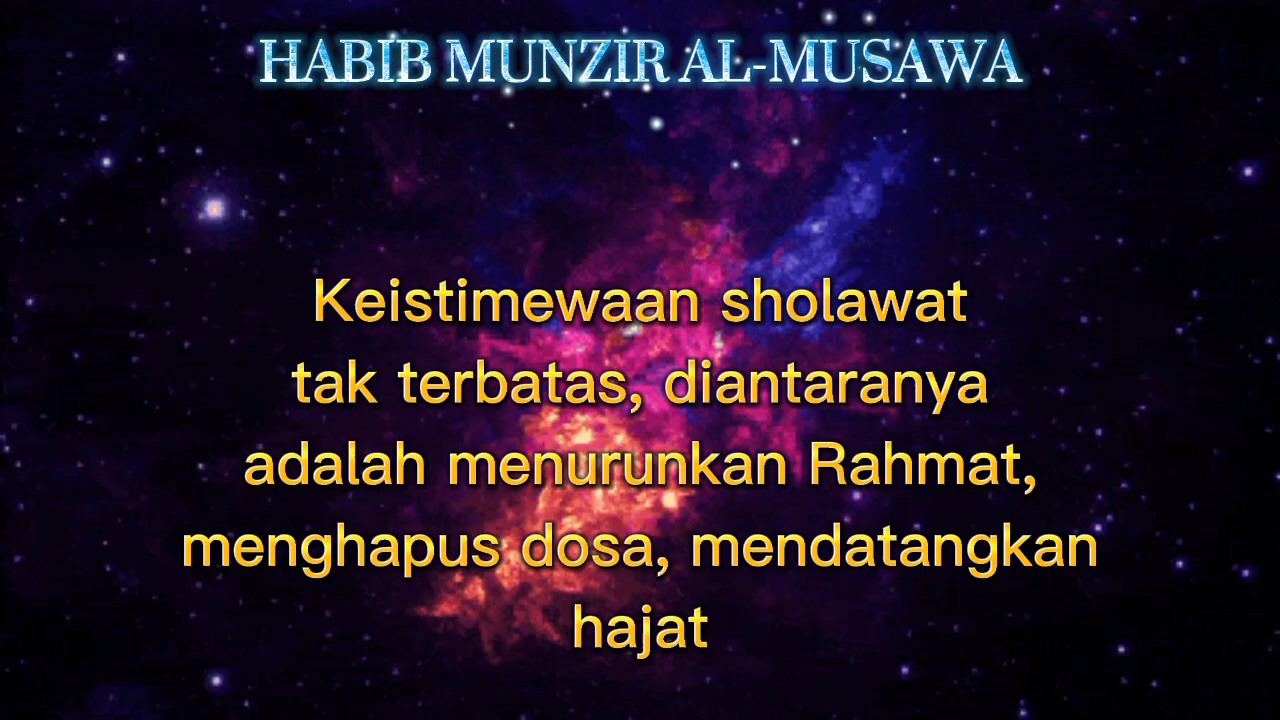 HABIB MUNZIR AL-MUSAWA
Keistimewaan sholawat
tak terbatas, diantaranya
adalah menurunkan Rahmat,
menghapus dosa, mendatangkan
hajat